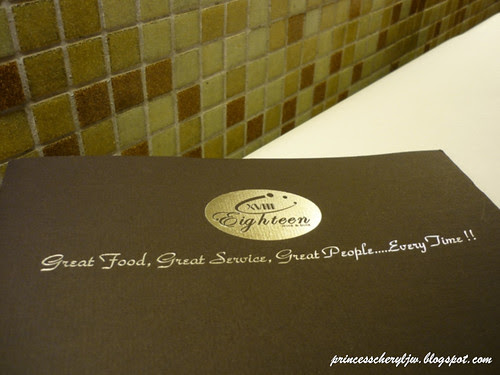 XVIII
Eighteen
Great Food, Great Service, Great People....Every Time!!
princesscheryljw.blogspot.com